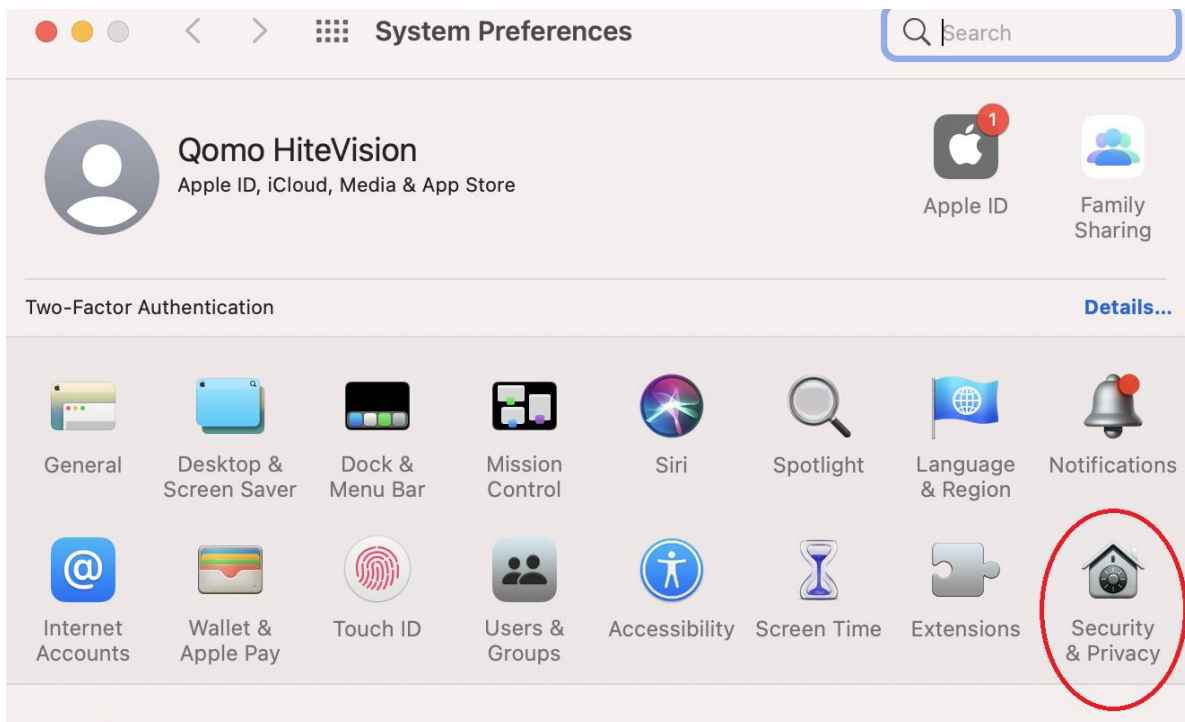 System Preferences
Search
Qomo HiteVision
Apple ID, iCloud, Media & App Store
1
Apple ID
Family
Sharing
Two-Factor Authentication
Details...
General
Desktop &
Screen Saver
Dock &
Menu Bar
Mission
Control
Siri
Spotlight
Language
& Region
Notifications
@
Internet
Accounts
Wallet &
Apple Pay
Touch ID
Users &
Groups
Accessibility
Screen Time
Extensions
Security
& Privacy